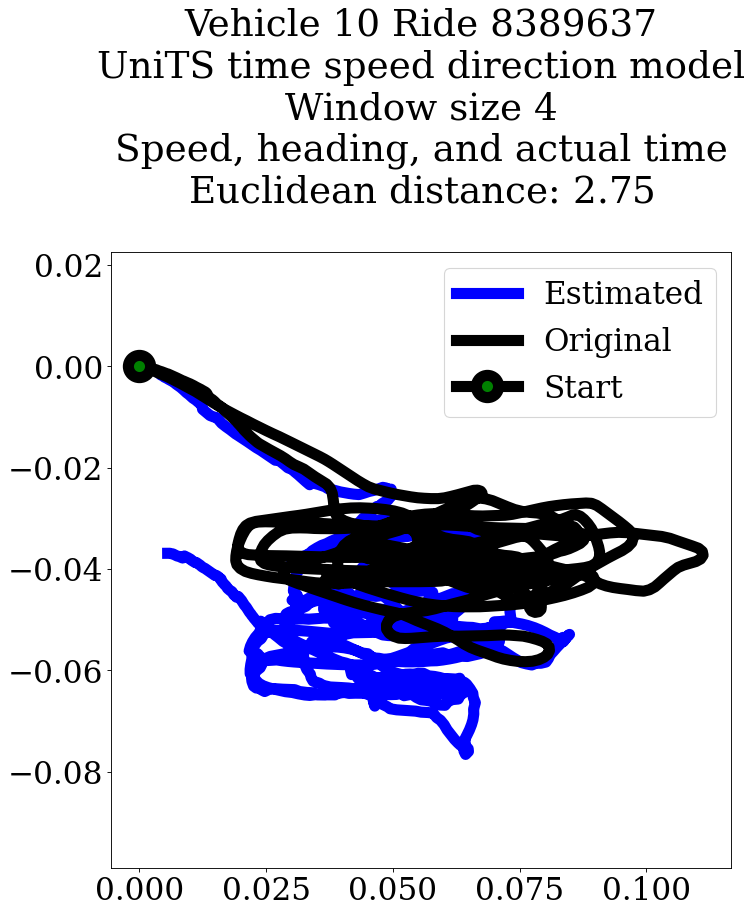 Vehicle 10 Ride 8389637
UniTS time speed direction model
Window size 4
Speed, heading, and actual time
Euclidean distance: 2.75
Estimated
Original
Start
0.02
0.00
−0.02
−0.04
−0.06
−0.08
0.000 0.025 0.050 0.075 0.100